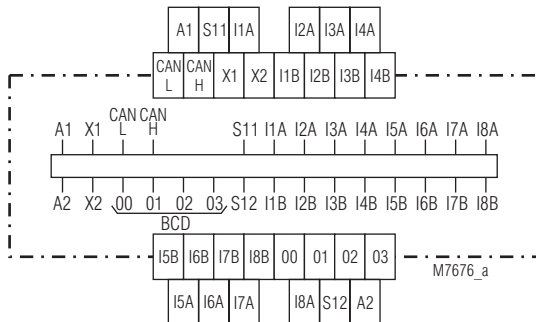 A1 S11 I1A I2A I3A I4A
CAN L CAN H X1 X2 I1B I2B I3B I4B
A1 X1 CAN L CAN H S11 I1A I2A I3A I4A I5A I6A I7A I8A
A2 X2 00 01 02 03 S12 I1B I2B I3B I4B I5B I6B I7B I8B
BCD
I5B I6B I7B I8B 00 01 02 03
M7676_a
I5A I6A I7A I8A S12 A2